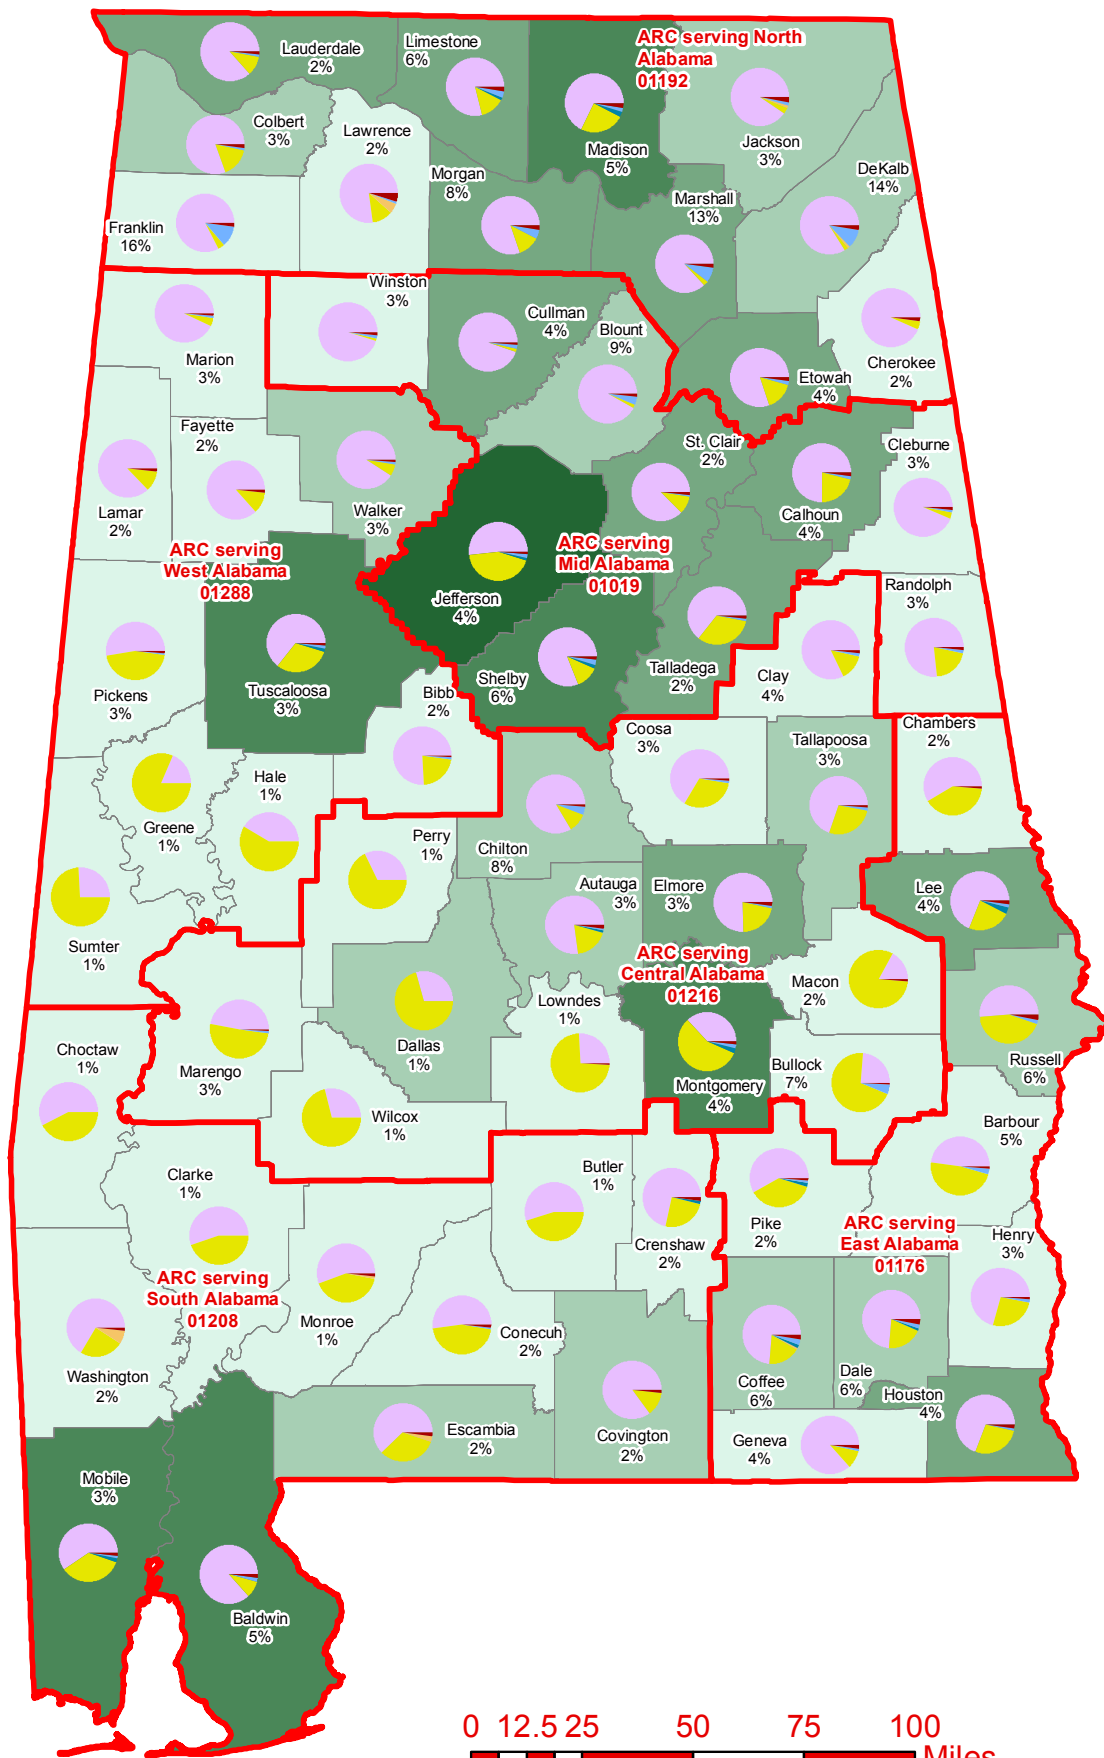 ARC serving North
Alabama
01192
Lauderdale
2%
Limestone
6%
Colbert
3%
Lawrence
2%
Madison
5%
Jackson
3%
Morgan
8%
DeKalb
14%
Marshall
13%
Franklin
16%
Winston
3%
Cullman
4%
Blount
9%
Marion
3%
Etowah
4%
Cherokee
2%
Fayette
2%
St. Clair
2%
Cleburne
3%
Lamar
2%
Walker
3%
Calhoun
4%
ARC serving
West Alabama
01288
ARC serving
Mid Alabama
01019
Jefferson
4%
Randolph
3%
Pickens
3%
Tuscaloosa
3%
Bibb
2%
Shelby
6%
Talladega
2%
Clay
4%
Coosa
3%
Tallapoosa
3%
Chambers
2%
Greene
1%
Hale
1%
Perry
1%
Chilton
8%
Autauga
3%
Elmore
3%
Lee
4%
Sumter
1%
ARC serving
Central Alabama
01216
Macon
2%
Lowndes
1%
Choctaw
1%
Marengo
3%
Dallas
1%
Montgomery
4%
Bullock
7%
Russell
6%
Wilcox
1%
Barbour
5%
Clarke
1%
Butler
1%
Crenshaw
2%
Pike
2%
ARC serving
East Alabama
01176
Henry
3%
ARC serving
South Alabama
01208
Monroe
1%
Conecuh
2%
Washington
2%
Coffee
6%
Dale
6%
Houston
4%
Escambia
2%
Covington
2%
Geneva
4%
Mobile
3%
Baldwin
5%
0 12.5 25 50 75 100
Miles